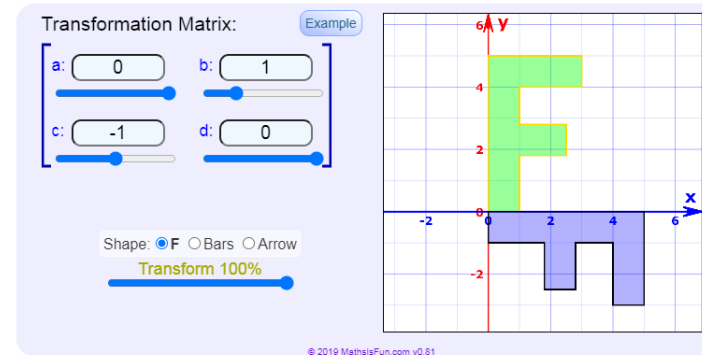 Transformation Matrix:
Example
a: 0 b: 1
c: -1 d: 0
Shape: F Bars Arrow
Transform 100%
© 2019 MathsIsFun.com v0.81
6 y
4
2
x
-2 0 0 2 4 6
-2